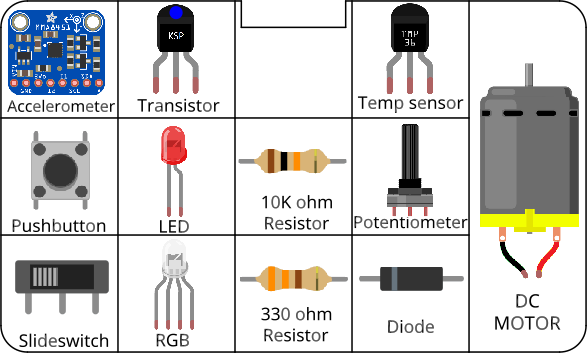 MMA8451
Accelerometer
KSP
Transistor
TMP
36
Temp sensor
Pushbutton
LED
10K ohm
Resistor
Potentiometer
Slideswitch
RGB
330 ohm
Resistor
Diode
DC
MOTOR